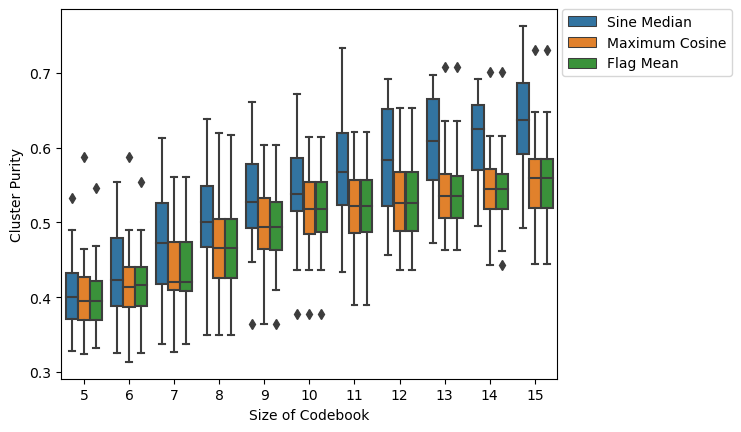 Sine Median
Maximum Cosine
Flag Mean
Cluster Purity
0.7
0.6
0.5
0.4
0.3
5 6 7 8 9 10 11 12 13 14 15
Size of Codebook